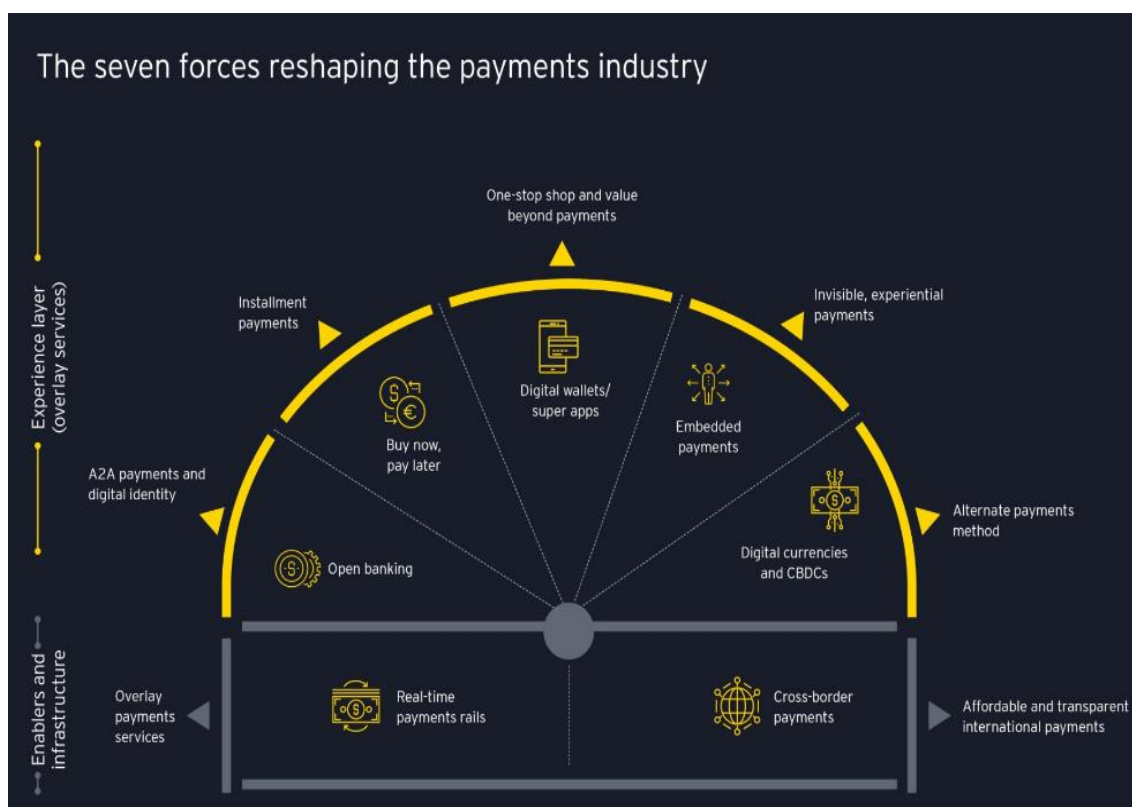 The seven forces reshaping the payments industry
Experience layer
(overlay services)
One-stop shop and value
beyond payments
Installment
payments
Invisible, experiential
payments
Digital wallets/
super apps
Buy now,
pay later
Embedded
payments
A2A payments and
digital identity
Alternate payments
method
Open banking
Digital currencies
and CBDCs
Enablers and
infrastructure
Overlay
payments
services
Real-time
payments rails
Cross-border
payments
Affordable and transparent
international payments